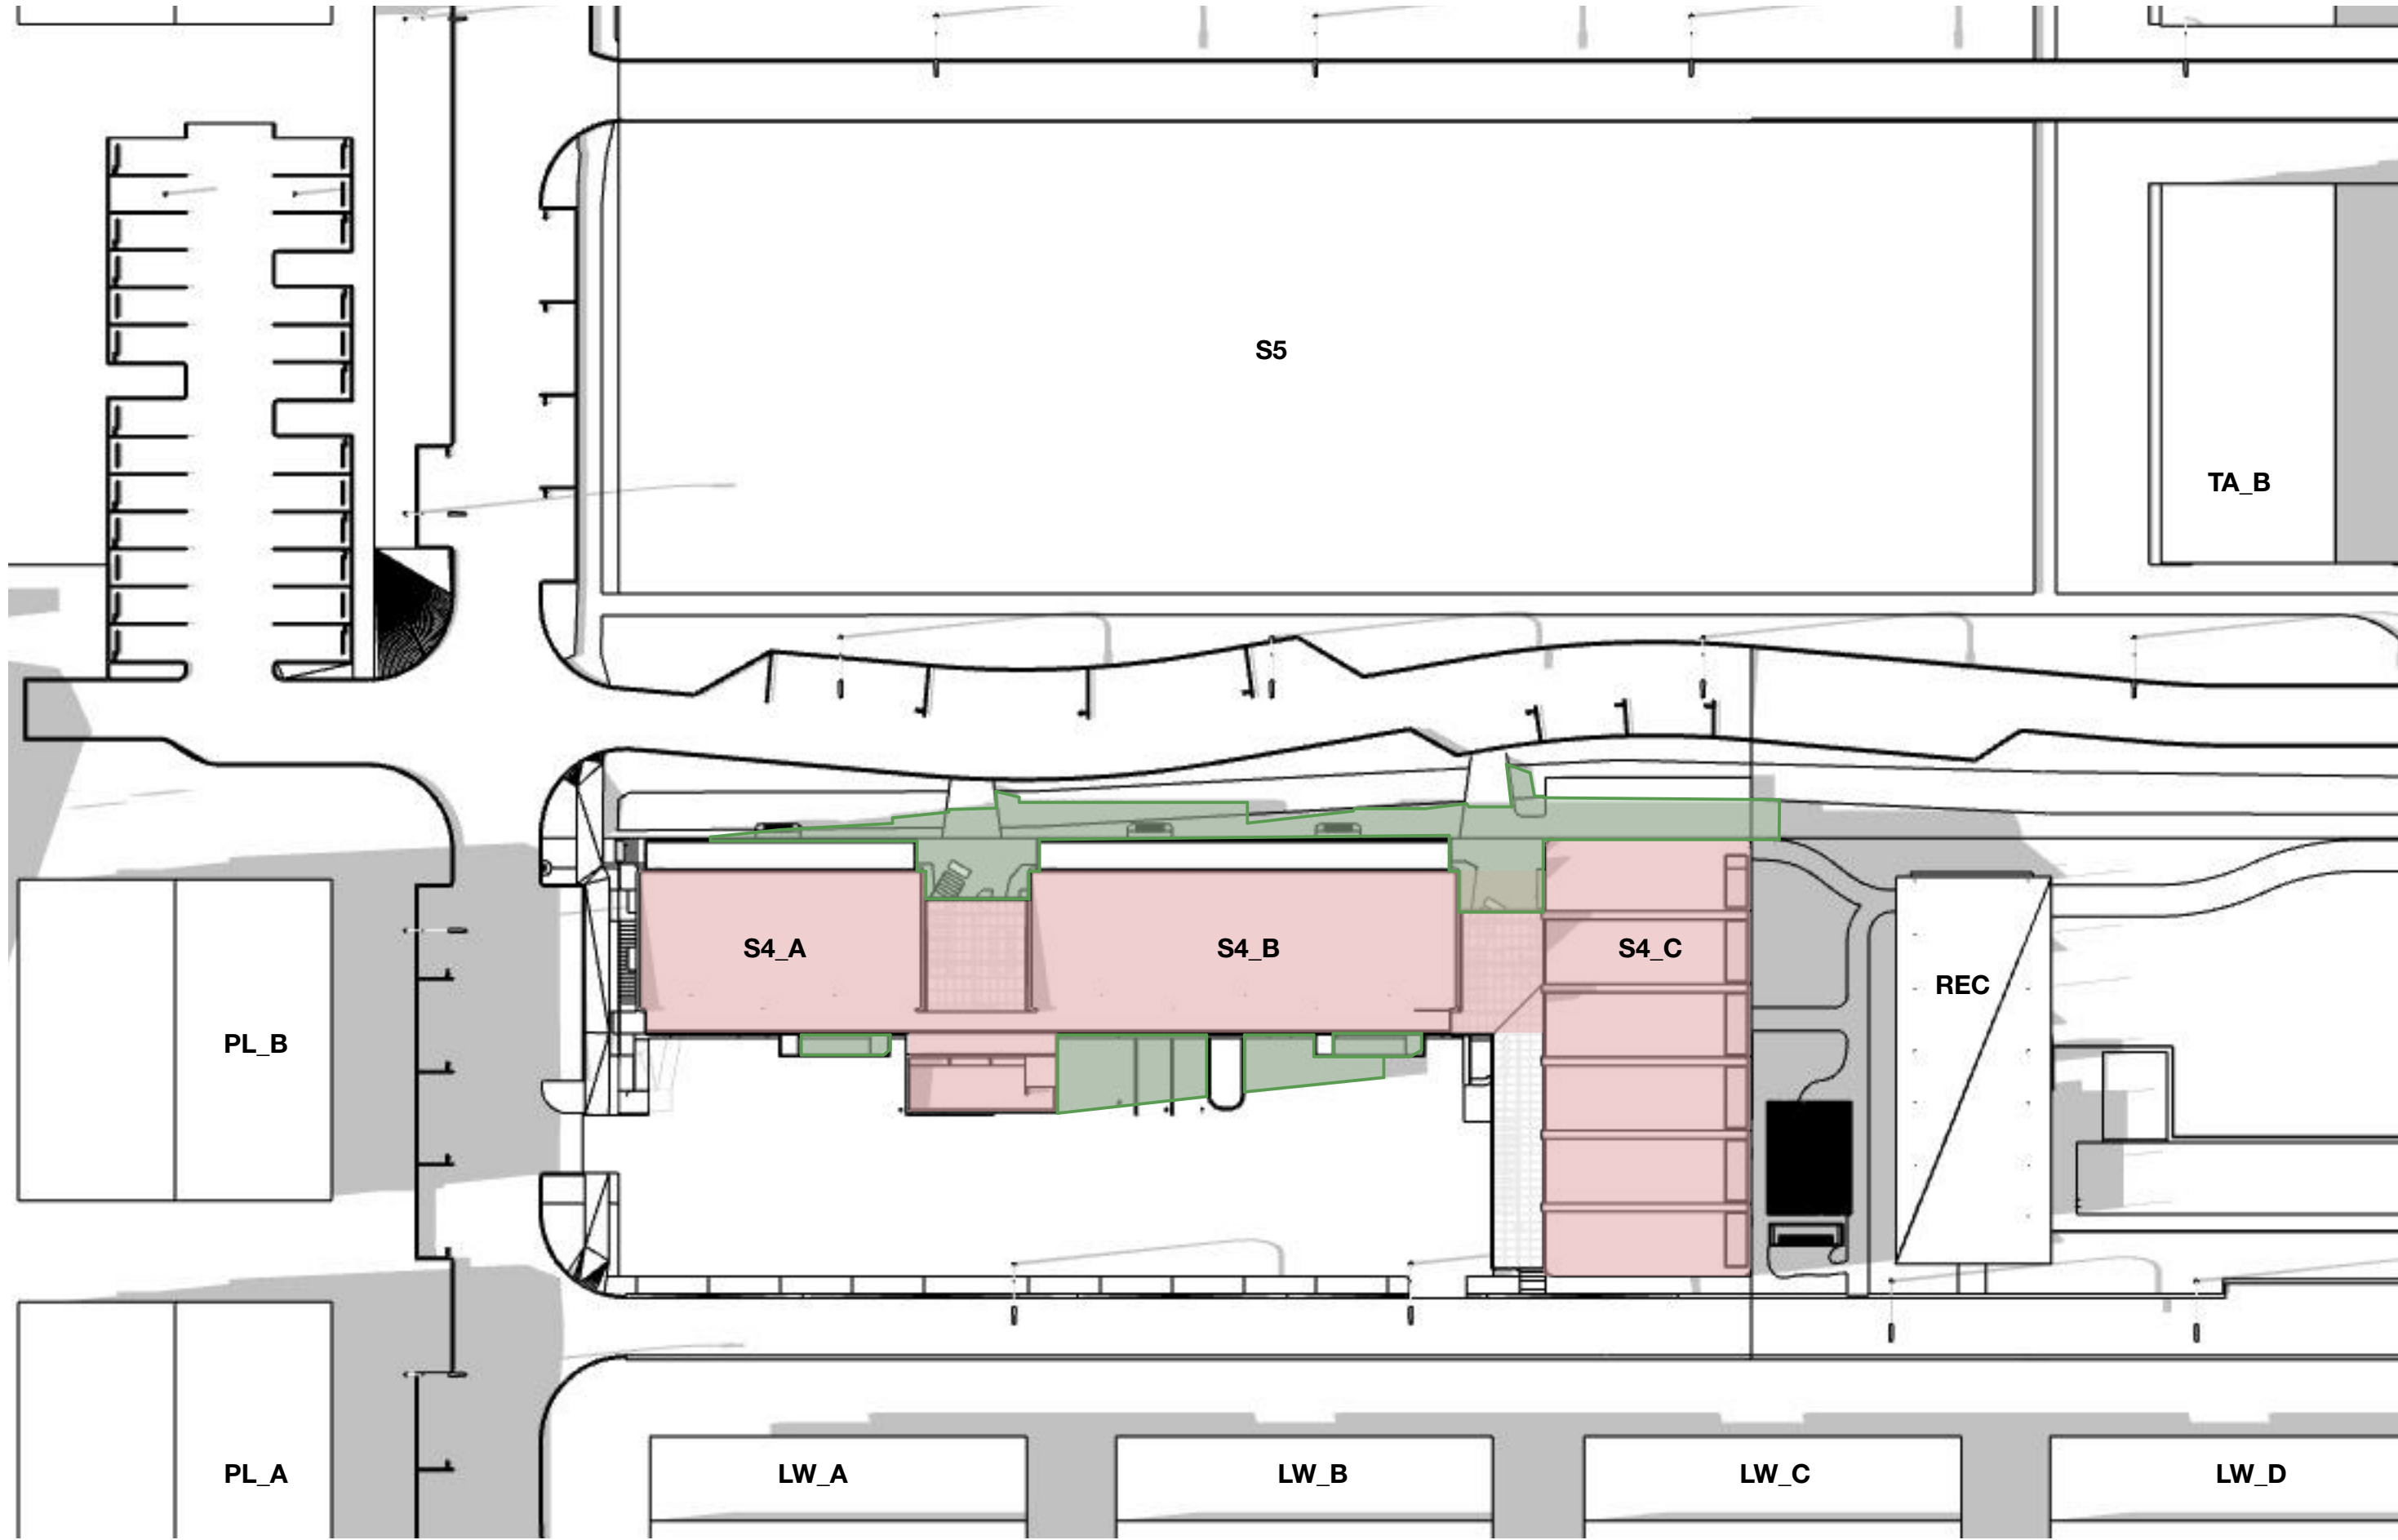 S5
TA_B
S4_A
S4_B
S4_C
REC
PL_B
PL_A
LW_A
LW_B
LW_C
LW_D